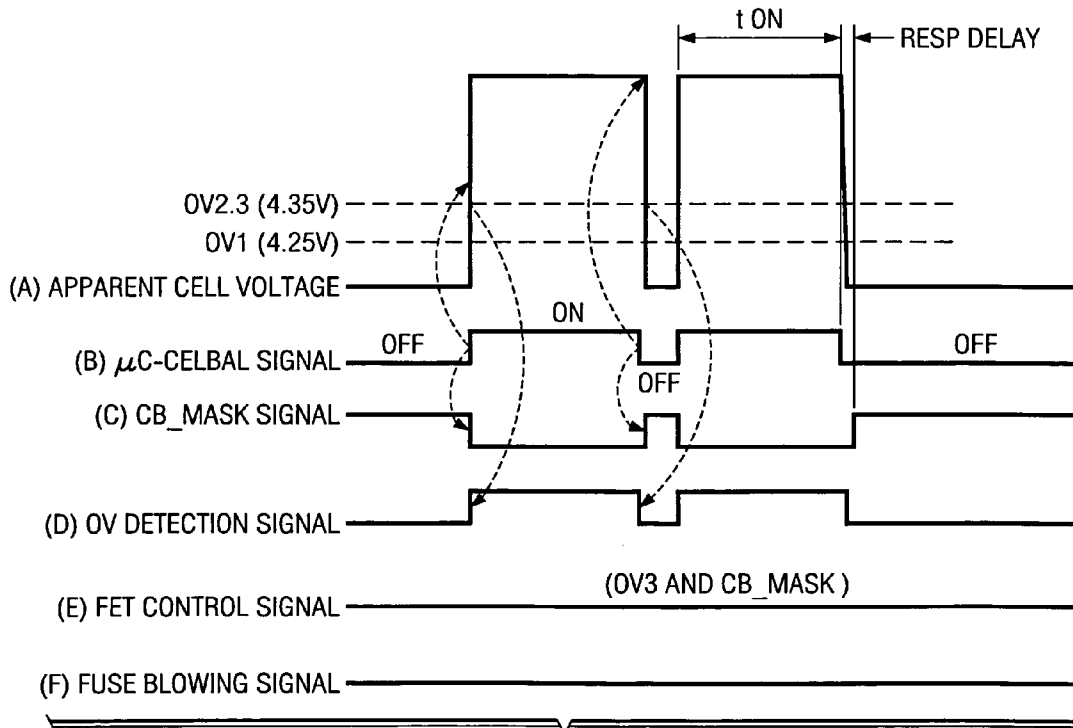 t ON
RESP DELAY
OV2.3 (4.35V)
OV1 (4.25V)
(A) APPARENT CELL VOLTAGE
ON
OFF
OFF
(B) μC-CELBAL SIGNAL
OFF
(C) CB_MASK SIGNAL
(D) OV DETECTION SIGNAL
(OV3 AND CB_MASK )
(E) FET CONTROL SIGNAL
(F) FUSE BLOWING SIGNAL